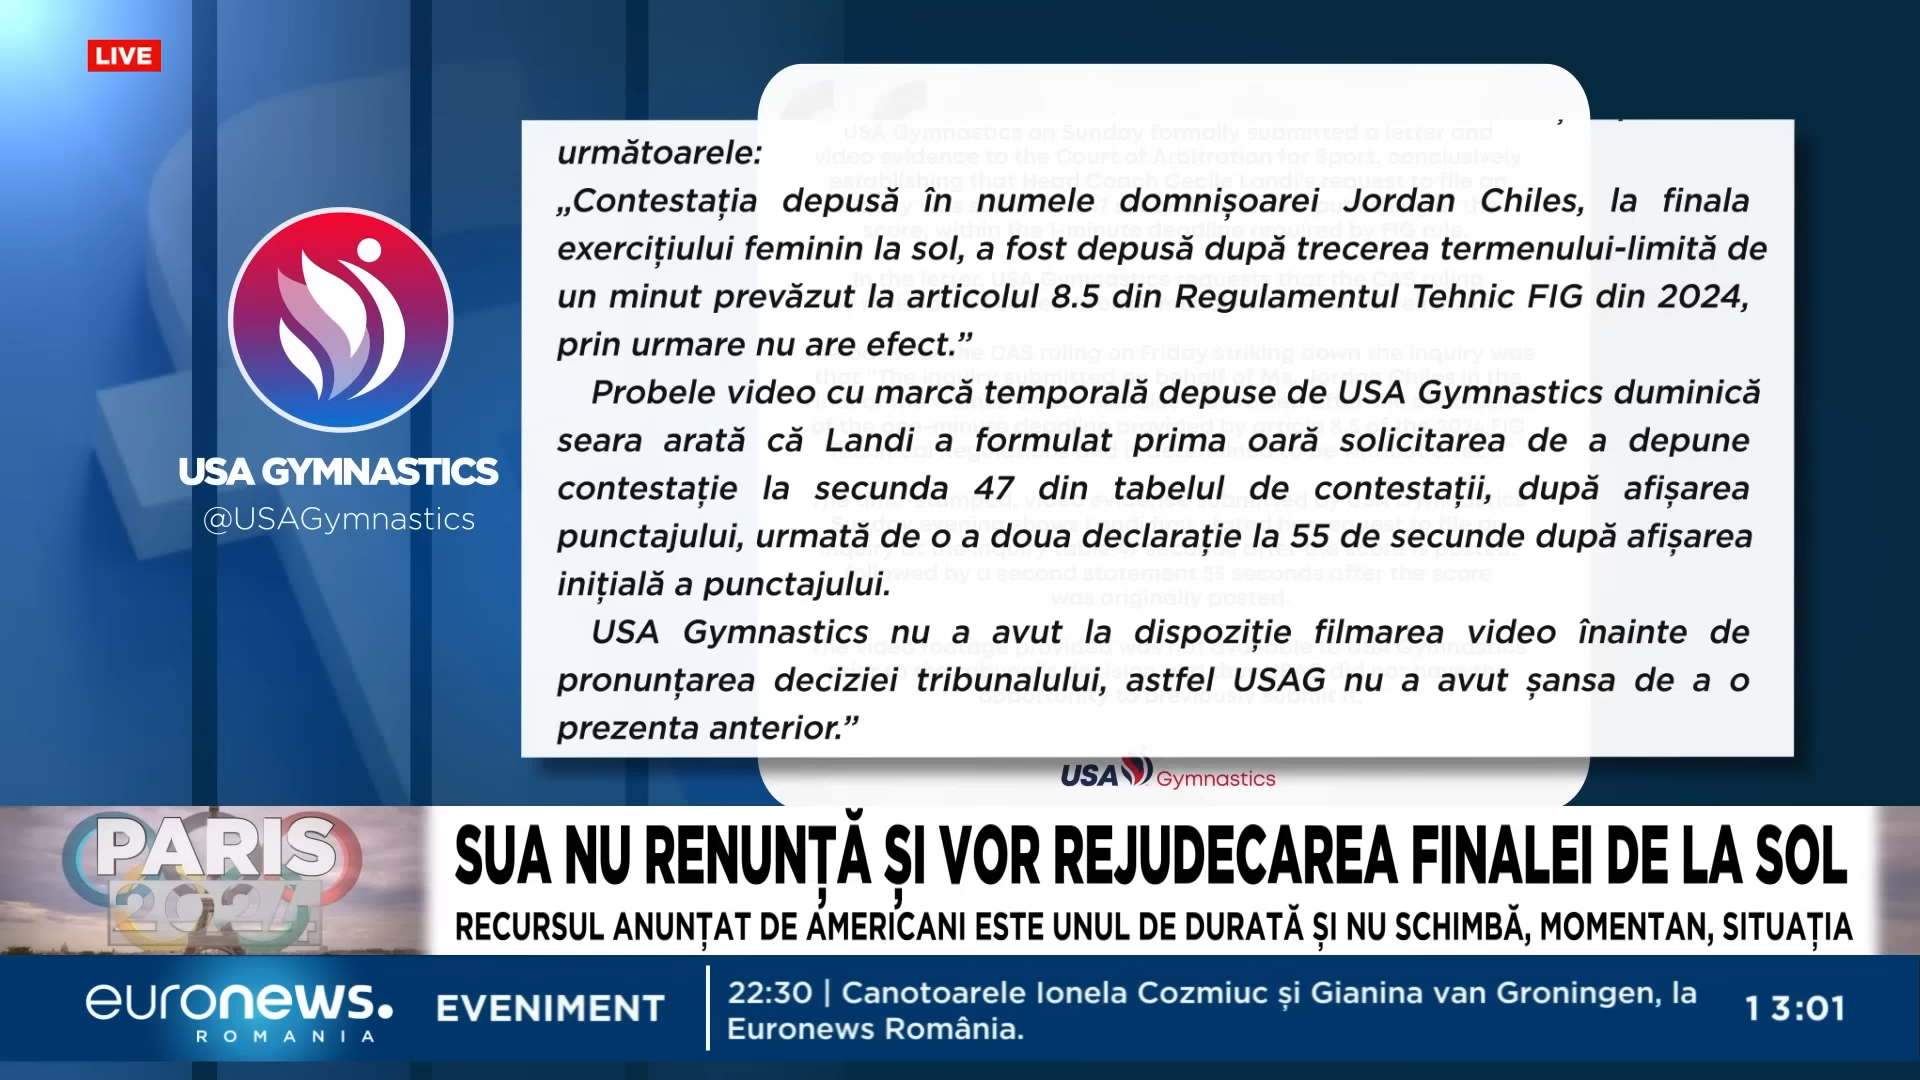 LIVE
USA GYMNASTICS
@USAGymnastics
următoarele:
„Contestația depusă în numele domnișoarei Jordan Chiles, la finala
exercițiului feminin la sol, a fost depusă după trecerea termenului-limită de
un minut prevăzut la articolul 8.5 din Regulamentul Tehnic FIG din 2024,
prin urmare nu are efect.”
Probele video cu marcă temporală depuse de USA Gymnastics duminică
seara arată că Landi a formulat prima oară solicitarea de a depune
contestație la secunda 47 din tabelul de contestații, după afișarea
punctajului, urmată de o a doua declarație la 55 de secunde după afișarea
inițială a punctajului.
USA Gymnastics nu a avut la dispoziție filmarea video înainte de
pronunțarea deciziei tribunalului, astfel USAG nu a avut șansa de a o
prezenta anterior.”
USA Gymnastics
PARIS
2024
SUA NU RENUNȚĂ ȘI VOR REJUDECAREA FINALEI DE LA SOL
RECURSUL ANUNȚAT DE AMERICANI ESTE UNUL DE DURATĂ ȘI NU SCHIMBĂ, MOMENTAN, SITUAȚIA
euronews.
ROMANIA
EVENIMENT
22:30 | Canotoarele Ionela Cozmiuc și Gianina van Groningen, la
Euronews România.
13:01